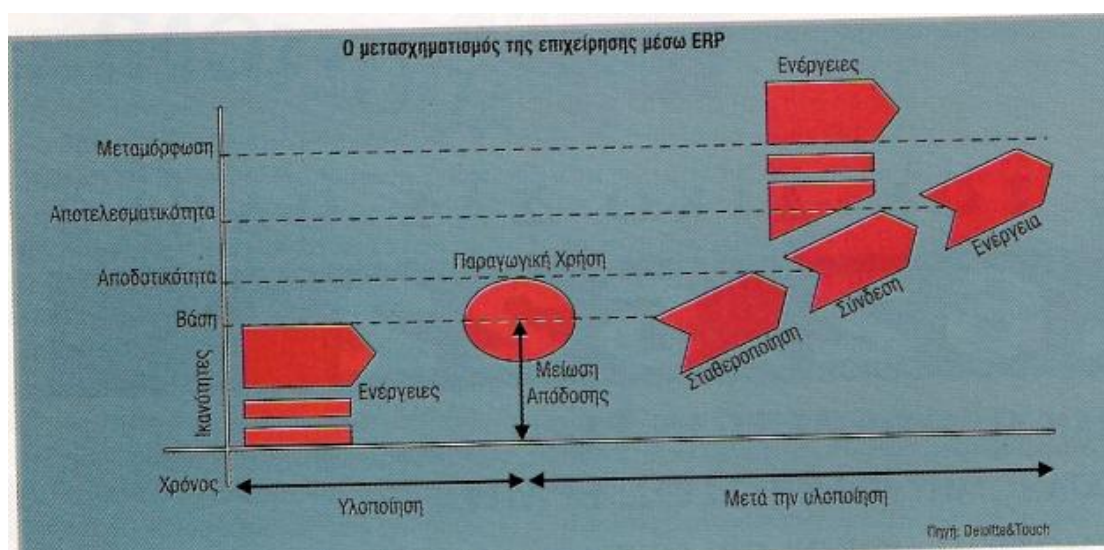 Ο μετασχηματισμός της επιχείρησης μέσω ERP
Ενέργειες
Μεταμόρφωση
Αποτελεσματικότητα
Ενέργεια
Παραγωγική Χρήση
Αποδοτικότητα
Σύνδεση
Βάση
Σταθεροποίηση
Μείωση
Απόδοσης
Ενέργειες
Ικανότητες
Χρόνος
Υλοποίηση
Μετά την υλοποίηση
Πηγή: Deloitte&Touch